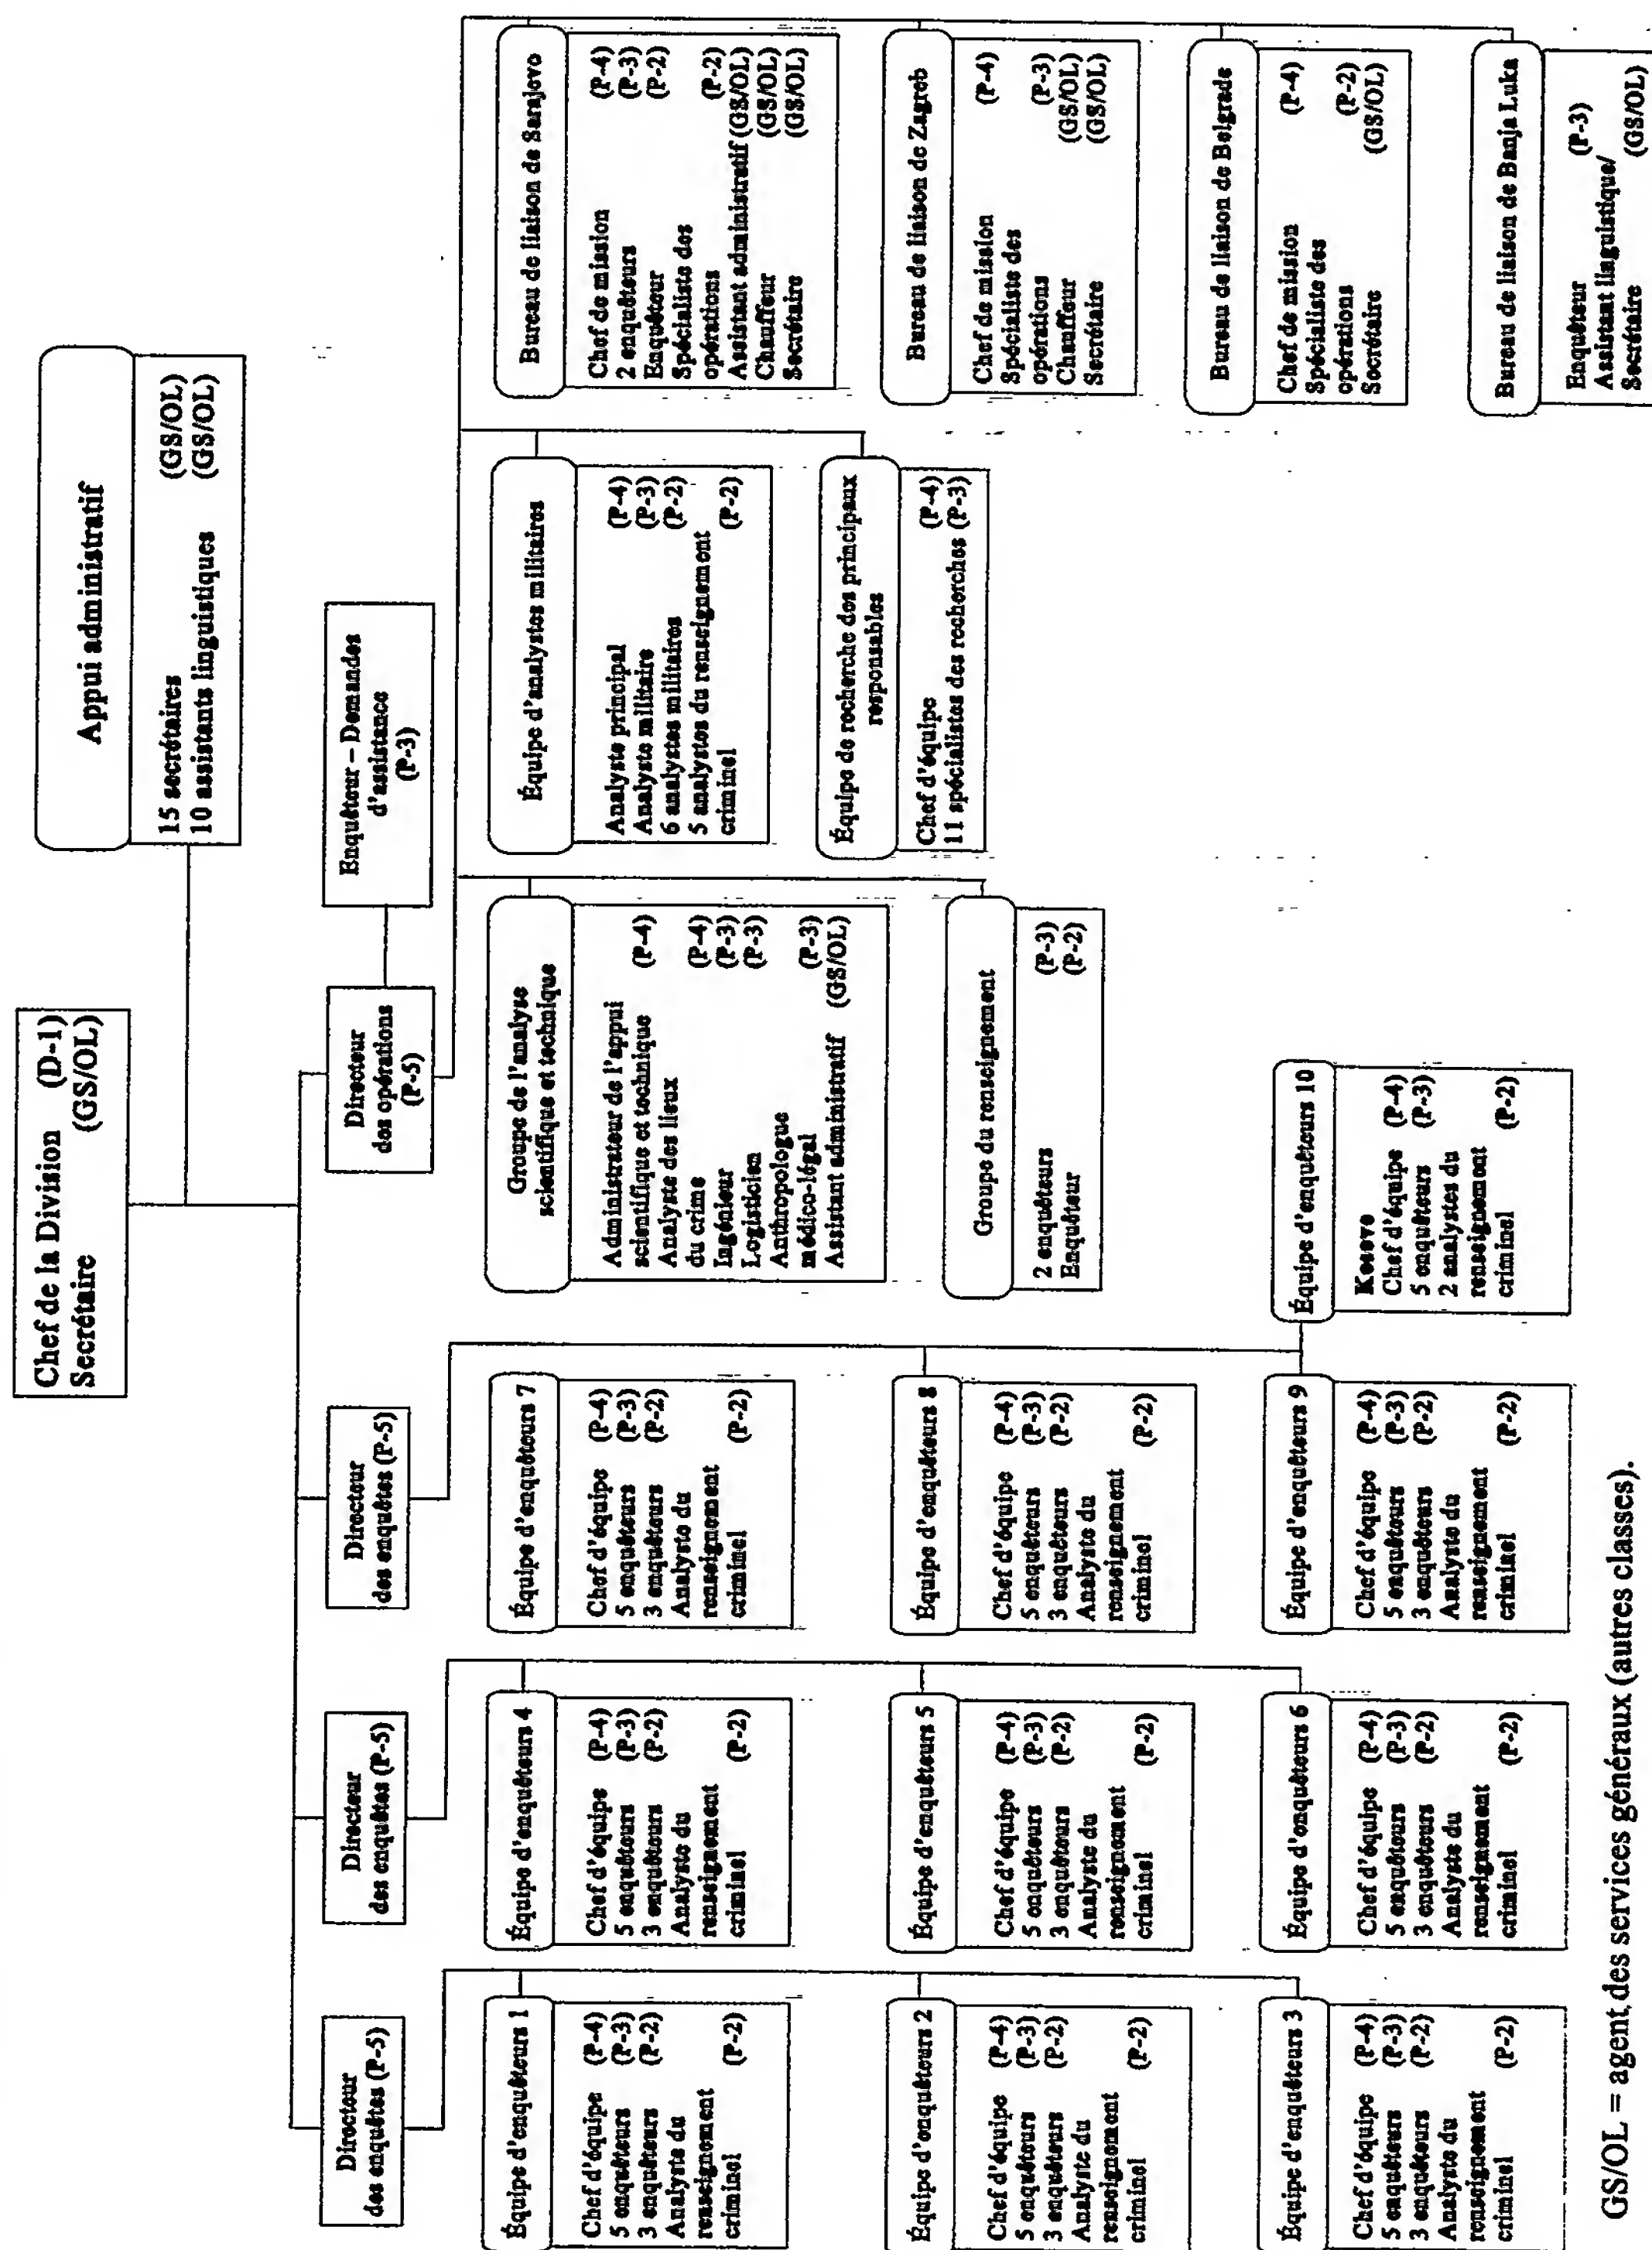 Chef de la Division (D-1)
Secrétaire (GS/OL)
Appui administratif
15 secrétaires (GS/OL)
10 assistants linguistiques (GS/OL)
Directeur
des enquêtes (P-5)
Directeur
des enquêtes (P-5)
Directeur
des enquêtes (P-5)
Directeur
des opérations
(P-5)
Enquêteur – Demandes
d'assistance
(P-3)
Équipe d'enquêteurs 1
Chef d'équipe (P-4)
5 enquêteurs (P-3)
3 enquêteurs (P-2)
Analyste du
renseignement
criminel (P-2)
Équipe d'enquêteurs 2
Chef d'équipe (P-4)
5 enquêteurs (P-3)
3 enquêteurs (P-2)
Analyste du
renseignement
criminel (P-2)
Équipe d'enquêteurs 3
Chef d'équipe (P-4)
5 enquêteurs (P-3)
3 enquêteurs (P-2)
Analyste du
renseignement
criminel (P-2)
Équipe d'enquêteurs 4
Chef d'équipe (P-4)
5 enquêteurs (P-3)
3 enquêteurs (P-2)
Analyste du
renseignement
criminel (P-2)
Équipe d'enquêteurs 5
Chef d'équipe (P-4)
5 enquêteurs (P-3)
3 enquêteurs (P-2)
Analyste du
renseignement
criminel (P-2)
Équipe d'enquêteurs 6
Chef d'équipe (P-4)
5 enquêteurs (P-3)
3 enquêteurs (P-2)
Analyste du
renseignement
criminel (P-2)
Équipe d'enquêteurs 7
Chef d'équipe (P-4)
5 enquêteurs (P-3)
3 enquêteurs (P-2)
Analyste du
renseignement
criminel (P-2)
Équipe d'enquêteurs 8
Chef d'équipe (P-4)
5 enquêteurs (P-3)
3 enquêteurs (P-2)
Analyste du
renseignement
criminel (P-2)
Équipe d'enquêteurs 9
Chef d'équipe (P-4)
5 enquêteurs (P-3)
3 enquêteurs (P-2)
Analyste du
renseignement
criminel (P-2)
Équipe d'enquêteurs 10
Kosovo
Chef d'équipe (P-4)
5 enquêteurs (P-3)
2 analystes du
renseignement
criminel (P-2)
Groupe de l'analyse
scientifique et technique
Administrateur de l'appui
scientifique et technique (P-4)
Analyste des lieux
du crime (P-4)
Ingénieur (P-3)
Logisticien (P-3)
Anthropologue
médico-légal (P-3)
Assistant administratif (GS/OL)
Groupe du renseignement
2 enquêteurs (P-3)
Enquêteur (P-2)
Équipe d'analystes militaires
Analyste principal (P-4)
Analyste militaire (P-3)
6 analystes militaires (P-2)
5 analystes du renseignement
criminel (P-2)
Équipe de recherche des principaux
responsables
Chef d'équipe (P-4)
11 spécialistes des recherches (P-3)
Bureau de liaison de Sarajevo
Chef de mission (P-4)
2 enquêteurs (P-3)
Enquêteur (P-2)
Spécialiste des
opérations (P-2)
Assistant administratif (GS/OL)
Chauffeur (GS/OL)
Secrétaire (GS/OL)
Bureau de liaison de Zagreb
Chef de mission (P-4)
Spécialiste des
opérations (P-3)
Chauffeur (GS/OL)
Secrétaire (GS/OL)
Bureau de liaison de Belgrade
Chef de mission (P-4)
Spécialiste des
opérations (P-2)
Secrétaire (GS/OL)
Bureau de liaison de Banja Luka
Enquêteur (P-3)
Assistant linguistique/
Secrétaire (GS/OL)
GS/OL = agent des services généraux (autres classes).